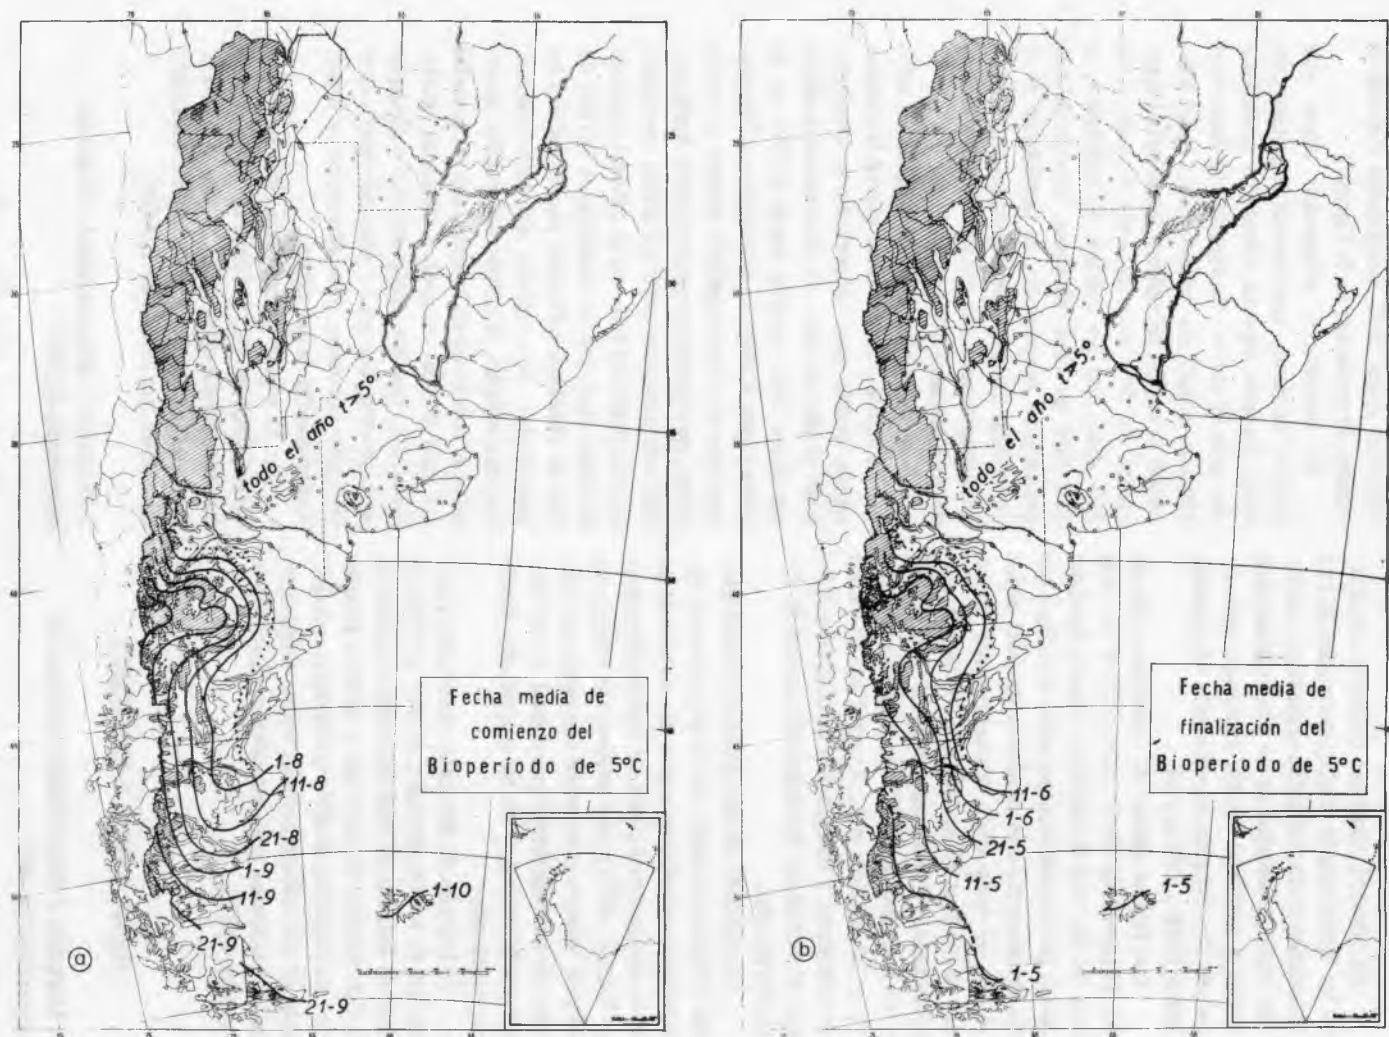 todo el año t>5°
Fecha media de
comienzo del
Bioperíodo de 5°C
1-8
11-8
21-8
1-9
11-9
21-9
21-9
1-10
a
todo el año t>5°
Fecha media de
finalización del
Bioperíodo de 5°C
11-6
1-6
21-5
11-5
1-5
1-5
b